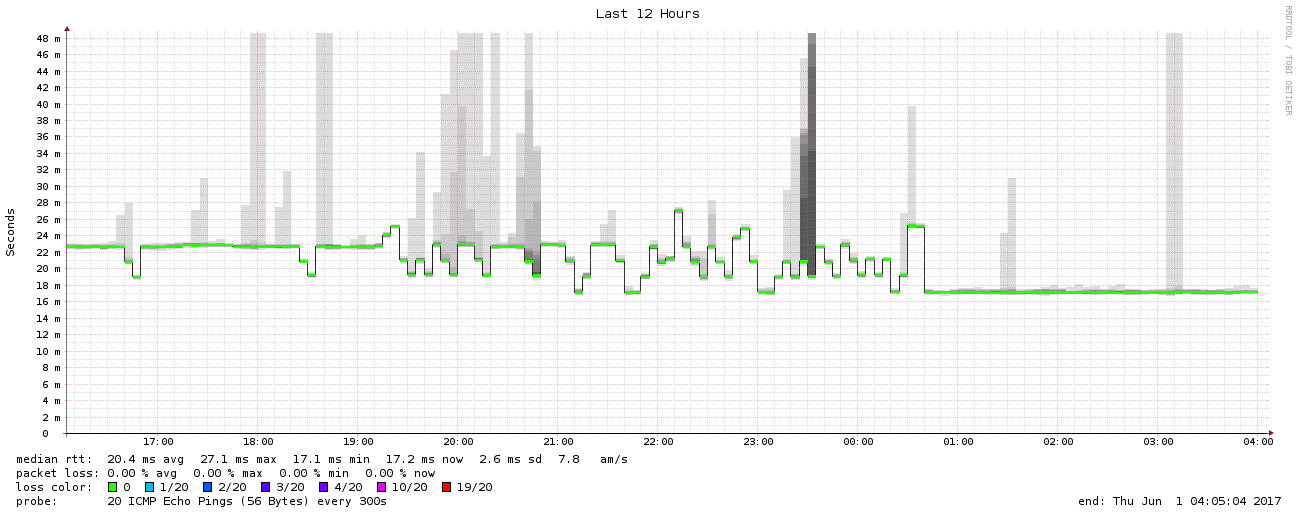 Last 12 Hours
RRDTOOL / TOBI OETIKER
Seconds
48 m
46 m
44 m
42 m
40 m
38 m
36 m
34 m
32 m
30 m
28 m
26 m
24 m
22 m
20 m
18 m
16 m
14 m
12 m
10 m
8 m
6 m
4 m
2 m
0
17:00 18:00 19:00 20:00 21:00 22:00 23:00 00:00 01:00 02:00 03:00 04:00
median rtt: 20.4 ms avg 27.1 ms max 17.1 ms min 17.2 ms now 2.6 ms sd 7.8 am/s
packet loss: 0.00 % avg 0.00 % max 0.00 % min 0.00 % now
loss color: 0 1/20 2/20 3/20 4/20 10/20 19/20
probe: 20 ICMP Echo Pings (56 Bytes) every 300s end: Thu Jun 1 04:05:04 2017